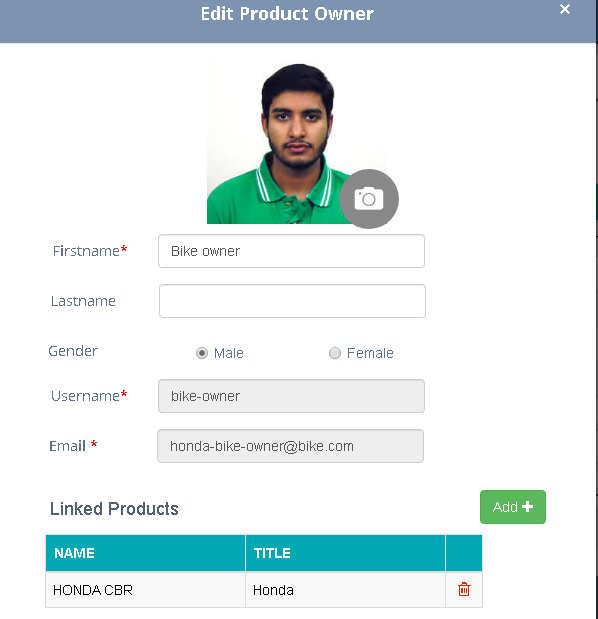 Edit Product Owner ×
Firstname* Bike owner
Lastname
Gender Male Female
Username* bike-owner
Email * honda-bike-owner@bike.com
Linked Products Add +
NAME TITLE
HONDA CBR Honda